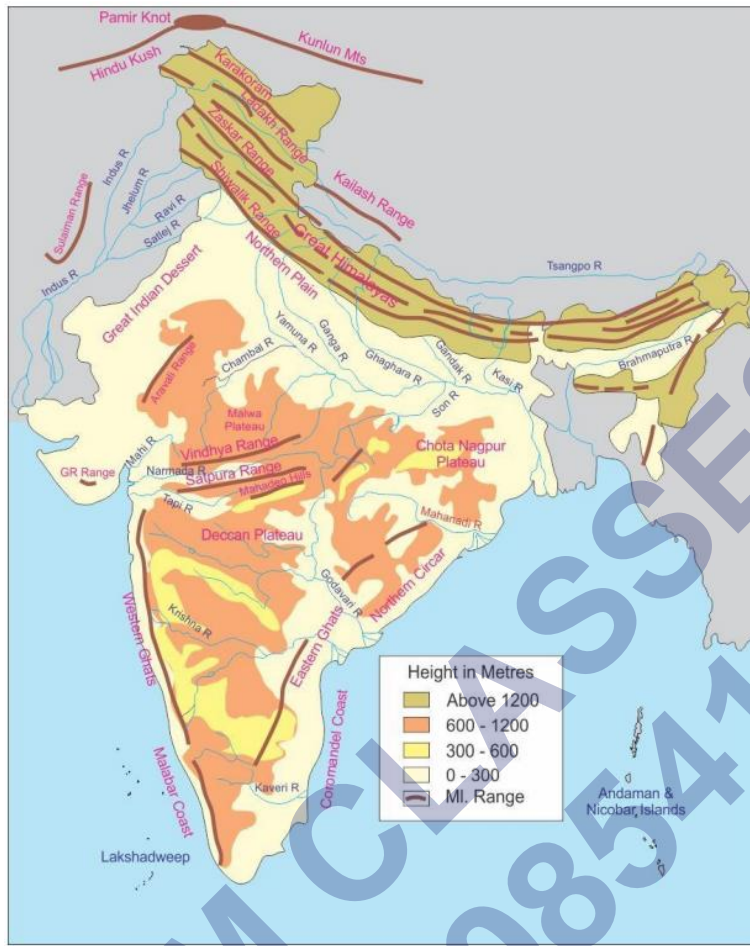 Pamir Knot
Hindu Kush
Kunlun Mts
Karakoram
Ladakh Range
Zaskar Range
Shiwalik Range
Kailash Range
Sulaiman Range
Indus R
Jhelum R
Ravi R
Satlej R
Indus R
Great Himalayas
Tsangpo R
Northern Plain
Great Indian Dessert
Brahmaputra R
Yamuna R
Ganga R
Ghaghara R
Gandak R
Kasi R
Chambal R
Aravali Range
Son R
Malwa
Plateau
Chota Nagpur
Plateau
Mahi R
Vindhya Range
GR Range
Narmada R
Satpura Range
Mahadeo Hills
Tapi R
Mahanadi R
Deccan Plateau
Godavari R
Northern Circar
Western Ghats
Krishna R
Eastern Ghats
Malabar Coast
Kaveri R
Coromandel Coast
Lakshadweep
Andaman &
Nicobar Islands
Height in Metres
Above 1200
600 - 1200
300 - 600
0 - 300
Ml. Range
M CLASSES
98541